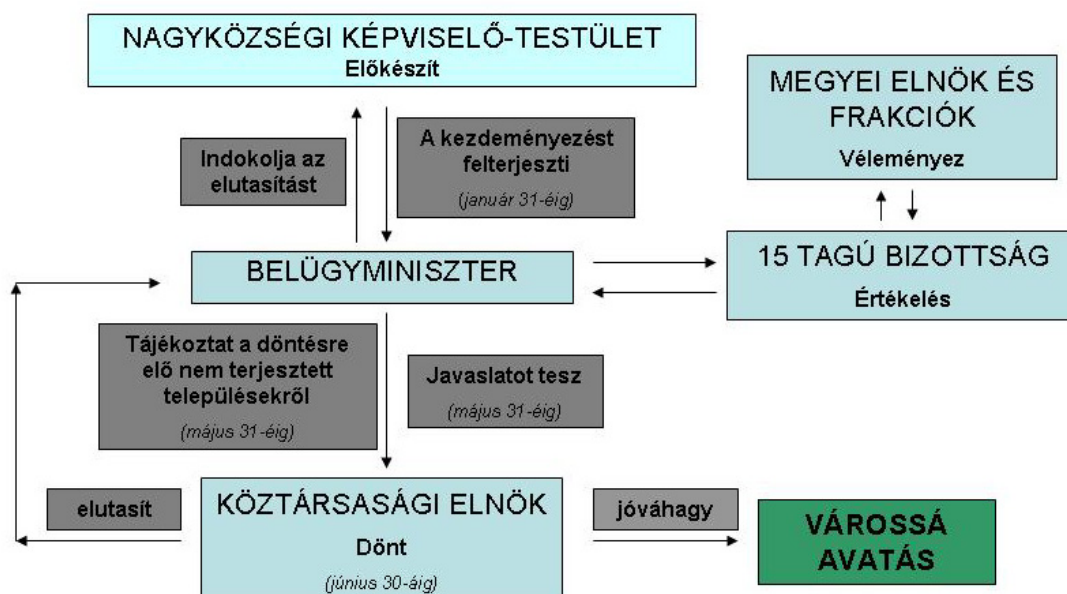 NAGYKÖZSÉGI KÉPVISELŐ-TESTÜLET
Előkészít
MEGYEI ELNÖK ÉS
FRAKCIÓK
Véleményez
Indokolja az
elutasítást
A kezdeményezést
felterjeszti
(január 31-éig)
BELÜGYMINISZTER
15 TAGÚ BIZOTTSÁG
Értékelés
Tájékoztat a döntésre
elő nem terjesztett
településekről
(május 31-éig)
Javaslatot tesz
(május 31-éig)
elutasít
KÖZTÁRSASÁGI ELNÖK
Dönt
(június 30-áig)
jóváhagy
VÁROSSÁ
AVATÁS